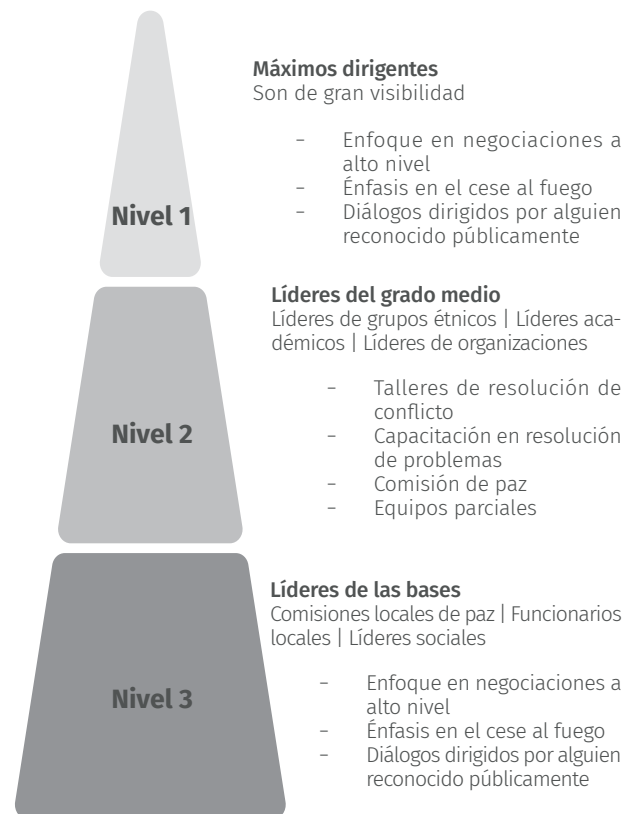 Máximos dirigentes
Son de gran visibilidad
- Enfoque en negociaciones a
alto nivel
- Énfasis en el cese al fuego
- Diálogos dirigidos por alguien
reconocido públicamente
Nivel 1
Líderes del grado medio
Líderes de grupos étnicos | Líderes aca-
démicos | Líderes de organizaciones
- Talleres de resolución de
conflicto
- Capacitación en resolución
de problemas
- Comisión de paz
- Equipos parciales
Nivel 2
Líderes de las bases
Comisiones locales de paz | Funcionarios
locales | Líderes sociales
- Enfoque en negociaciones a
alto nivel
- Énfasis en el cese al fuego
- Diálogos dirigidos por alguien
reconocido públicamente
Nivel 3